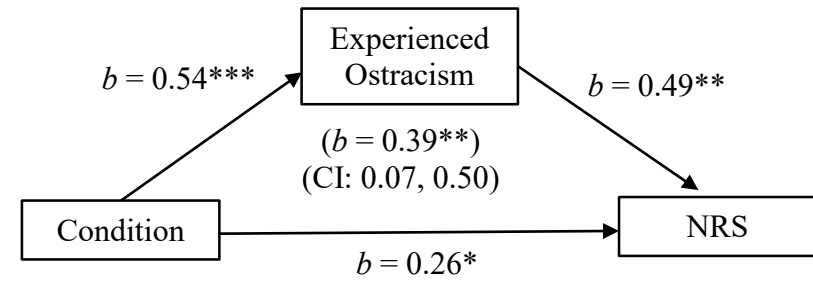 Experienced
Ostracism
b = 0.54***
b = 0.49**
(b = 0.39**)
(CI: 0.07, 0.50)
Condition
NRS
b = 0.26*